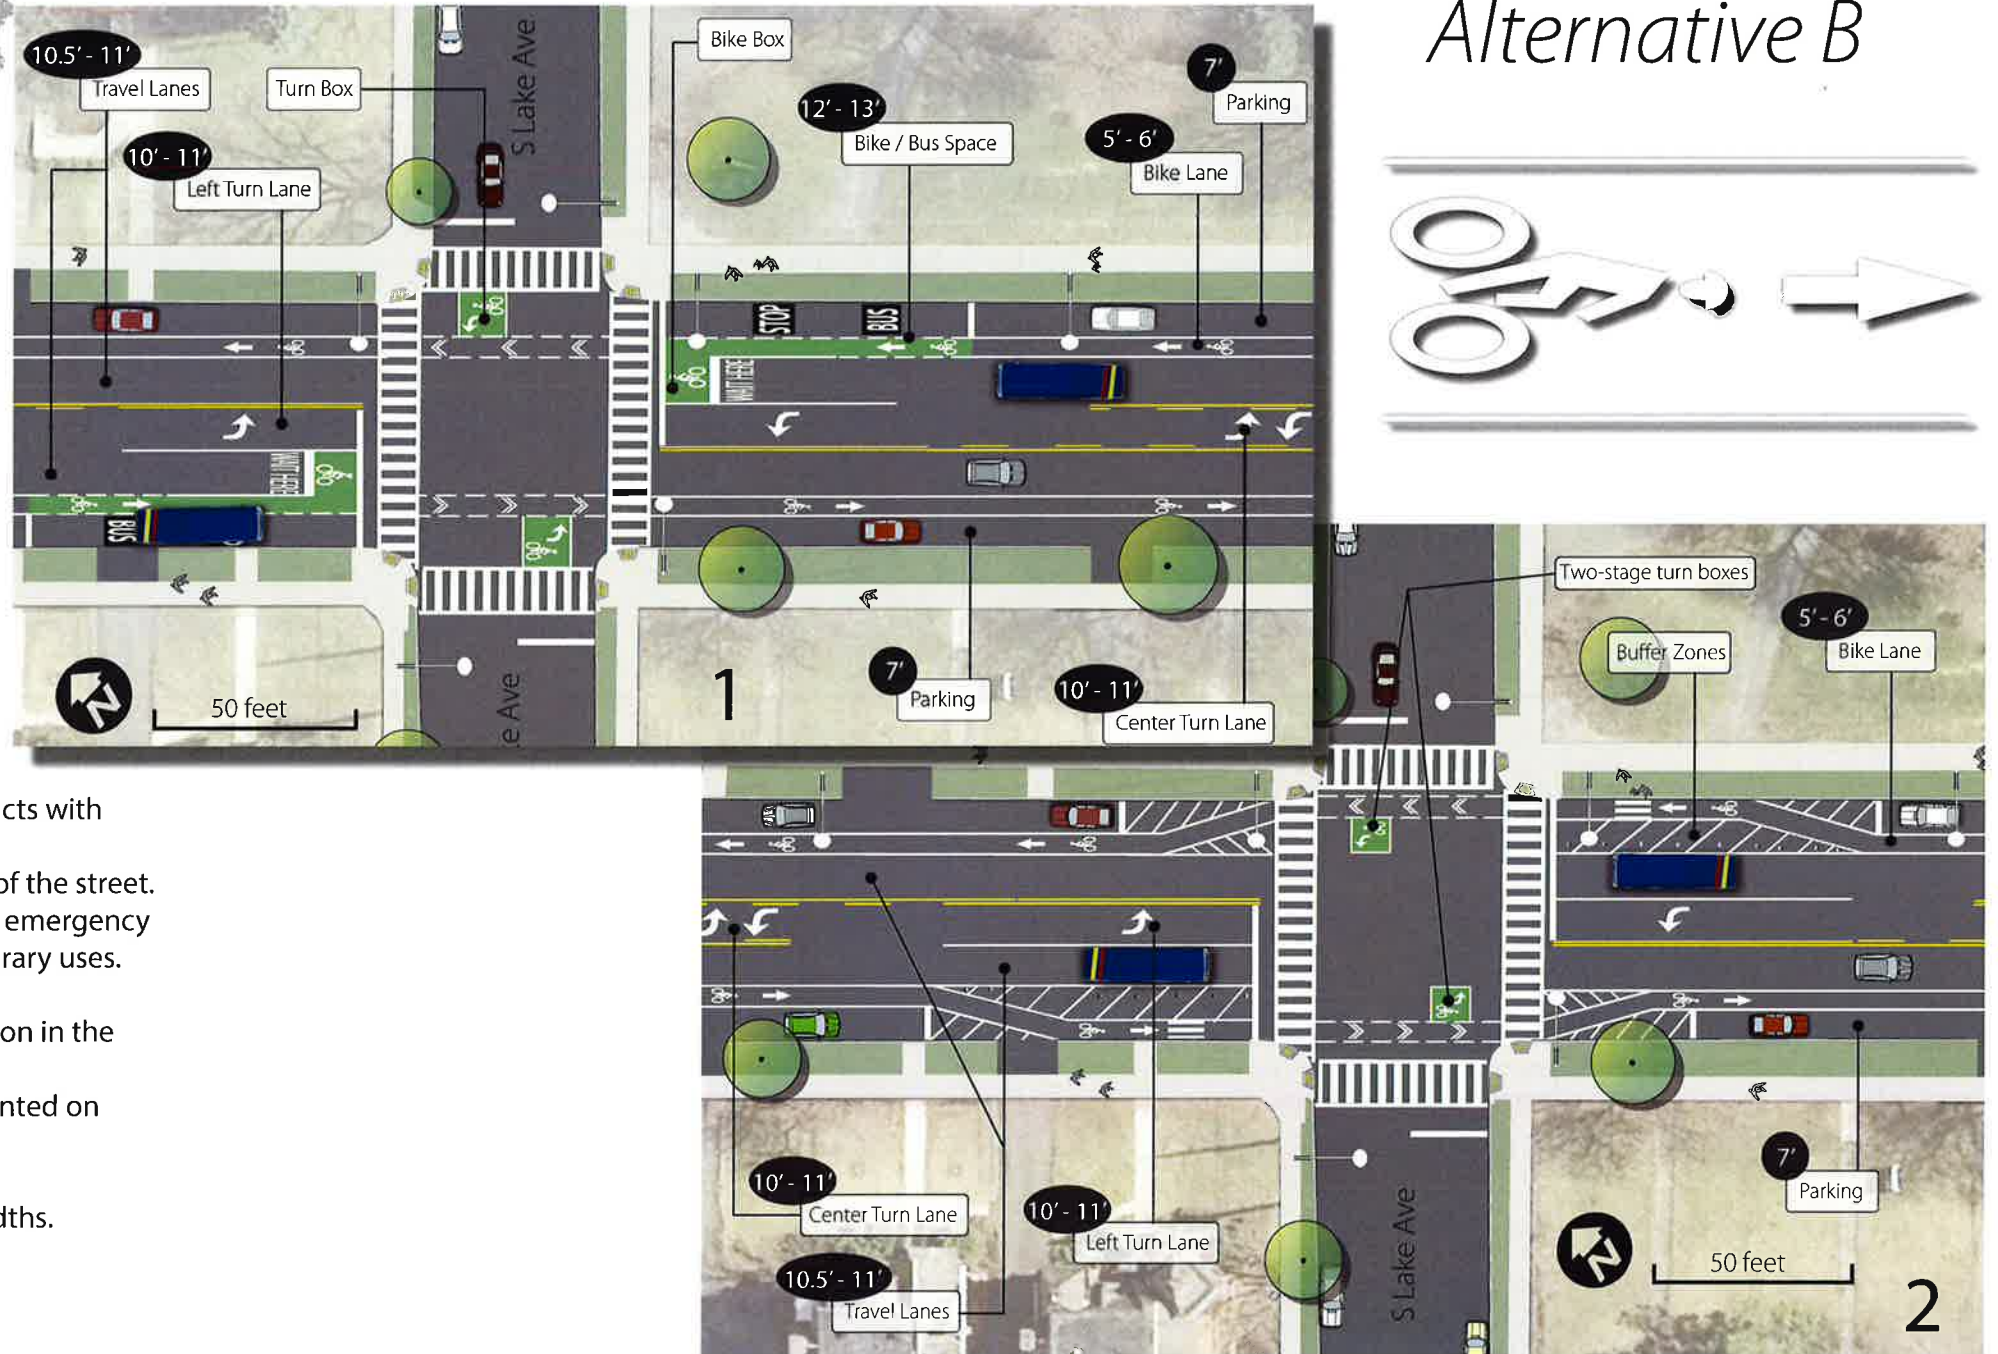 Alternative B
10.5' - 11'
Travel Lanes
Turn Box
10' - 11'
Left Turn Lane
S Lake Ave.
Bike Box
12' - 13'
Bike / Bus Space
5' - 6'
Bike Lane
7'
Parking
STOP
BUS
WAIT HERE
WAIT HERE
BUS
N
50 feet
e Ave
1
7'
Parking
10' - 11'
Center Turn Lane
Two-stage turn boxes
Buffer Zones
5' - 6'
Bike Lane
10' - 11'
Center Turn Lane
10' - 11'
Left Turn Lane
10.5' - 11'
Travel Lanes
S Lake Ave
7'
Parking
N
50 feet
2
cts with
of the street.
emergency
rary uses.
on in the
nted on
dths.